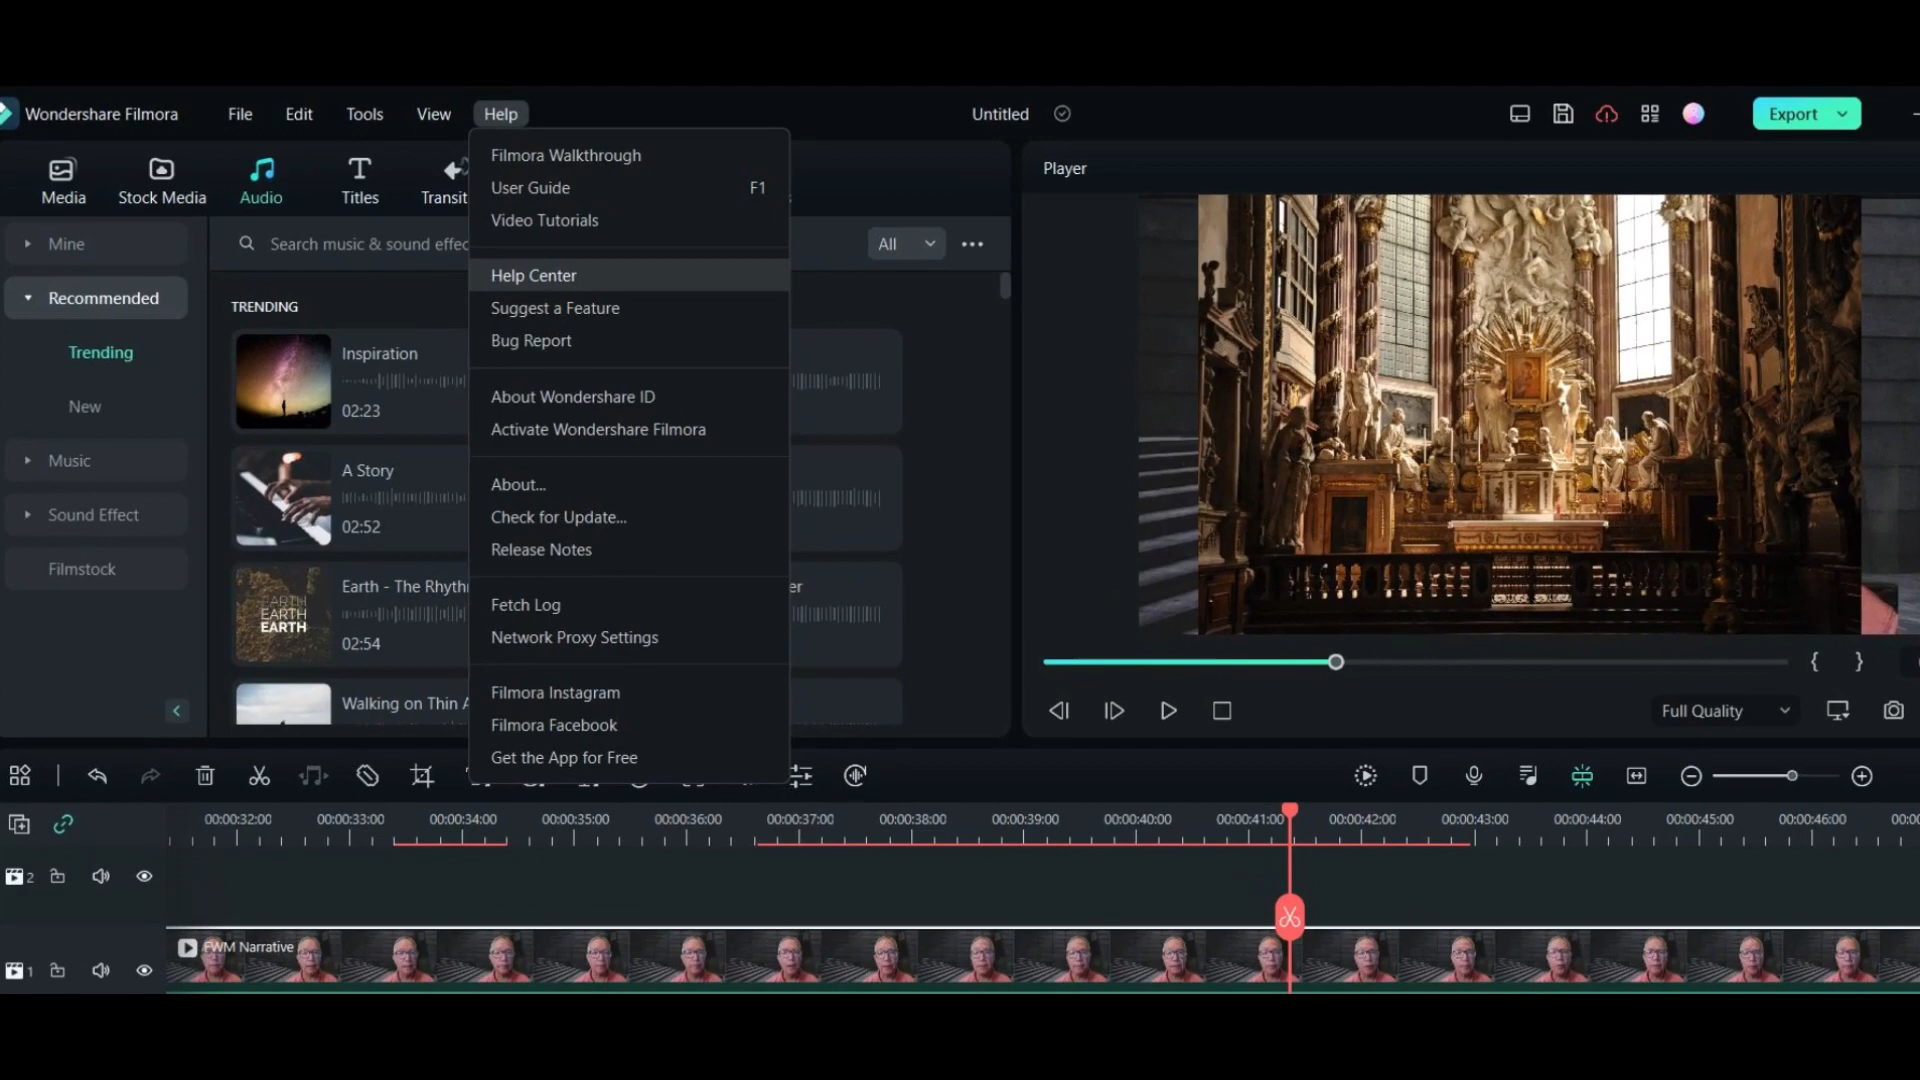 Wondershare Filmora
File
Edit
Tools
View
Help
Untitled
Export
Media
Stock Media
Audio
Titles
Transit
Filmora Walkthrough
User Guide F1
Video Tutorials
Help Center
Suggest a Feature
Bug Report
About Wondershare ID
Activate Wondershare Filmora
About...
Check for Update...
Release Notes
Fetch Log
Network Proxy Settings
Filmora Instagram
Filmora Facebook
Get the App for Free
Mine
Recommended
Trending
New
Music
Sound Effect
Filmstock
Search music & sound effec
All
TRENDING
Inspiration
02:23
A Story
02:52
EARTH
EARTH
EARTH
Earth - The Rhyth
er
02:54
Walking on Thin A
Player
{ }
Full Quality
00:00:32:00 00:00:33:00 00:00:34:00 00:00:35:00 00:00:36:00 00:00:37:00 00:00:38:00 00:00:39:00 00:00:40:00 00:00:41:00 00:00:42:00 00:00:43:00 00:00:44:00 00:00:45:00 00:00:46:00 00:0
2
FWM Narrative
1